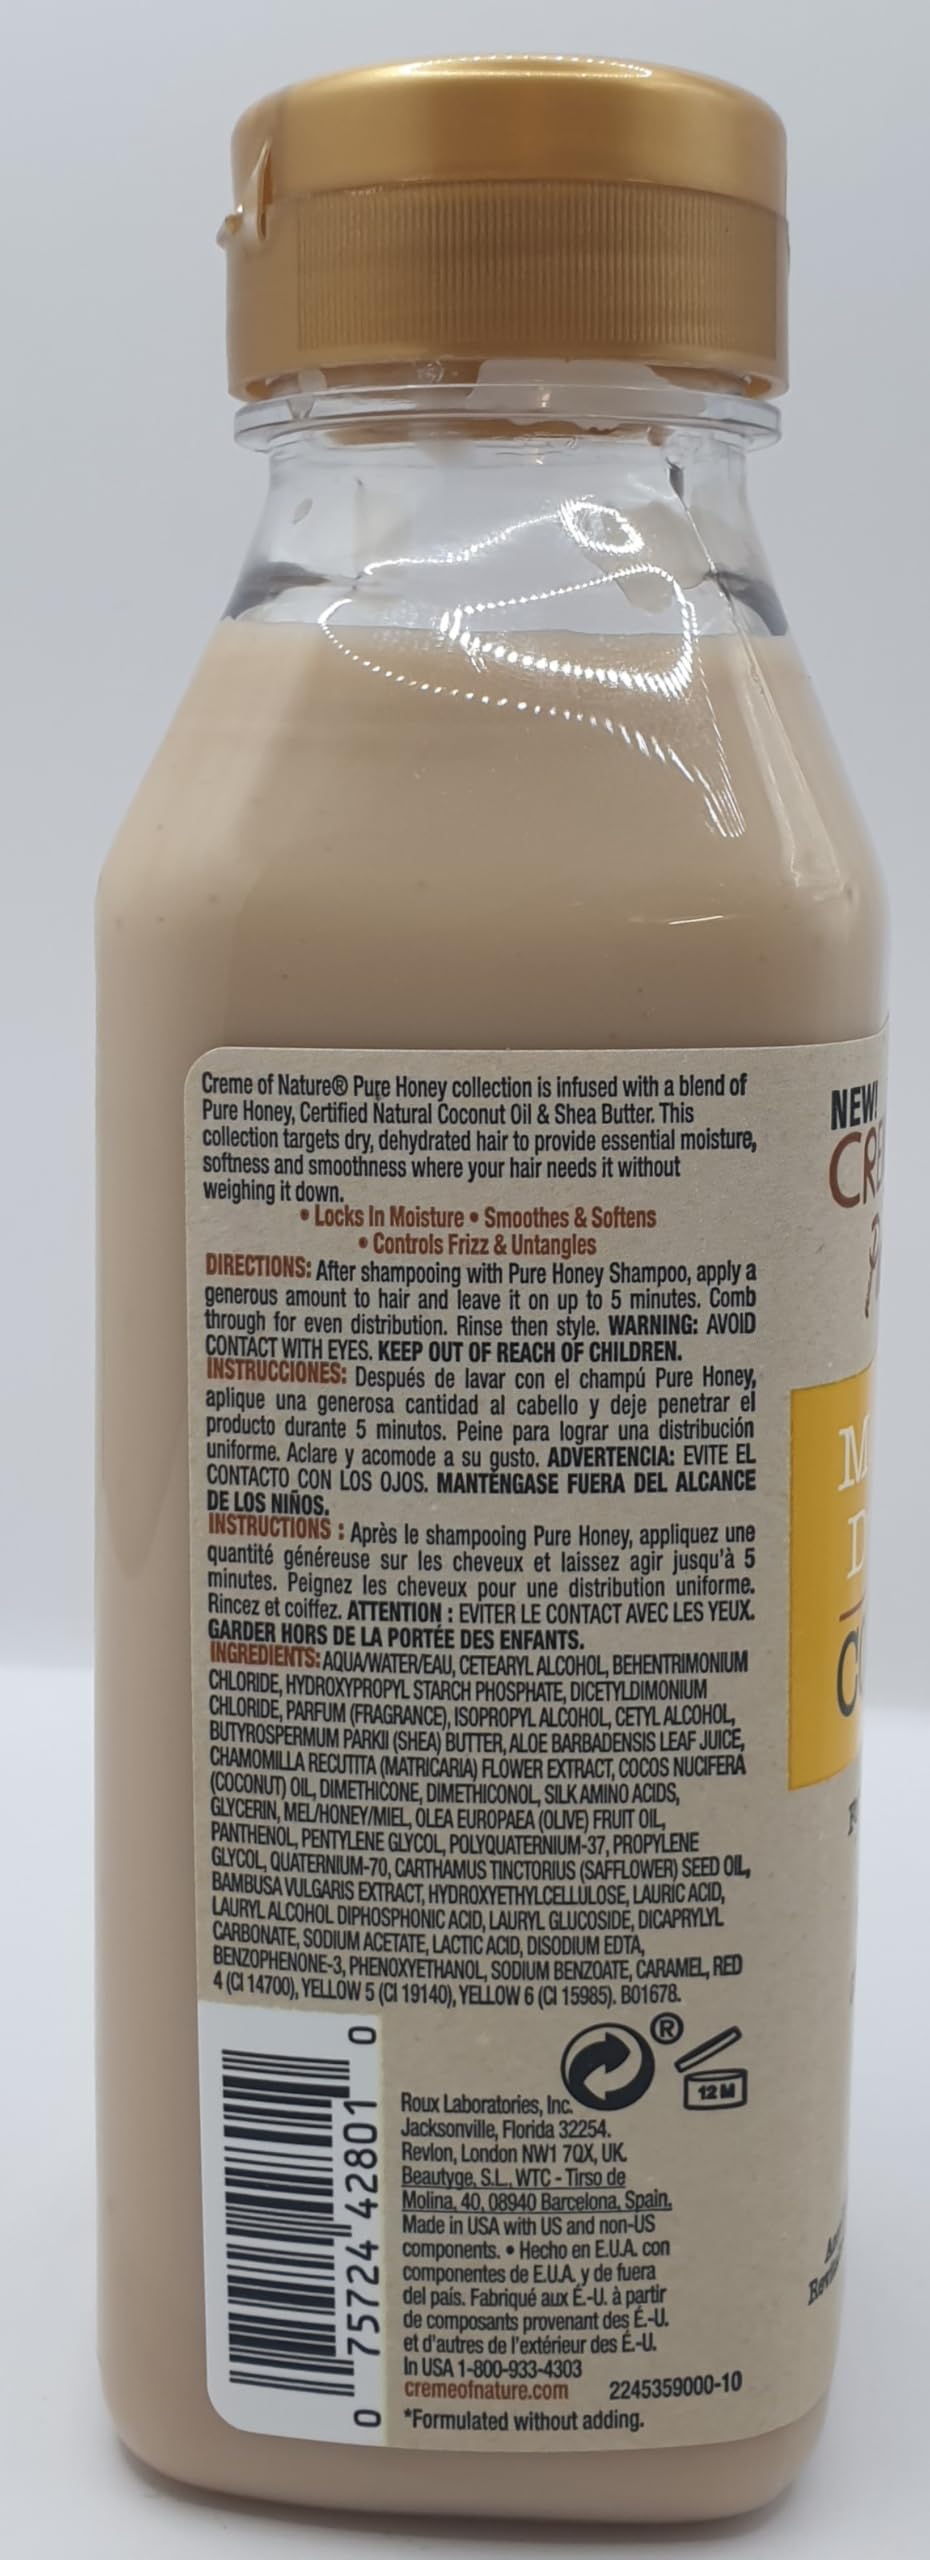 Creme of Nature® Pure Honey collection is infused with a blend of
Pure Honey, Certified Natural Coconut Oil & Shea Butter. This
collection targets dry, dehydrated hair to provide essential moisture,
softness and smoothness where your hair needs it without
weighing it down.
• Locks In Moisture • Smoothes & Softens
• Controls Frizz & Untangles
DIRECTIONS: After shampooing with Pure Honey Shampoo, apply a
generous amount to hair and leave it on up to 5 minutes. Comb
through for even distribution. Rinse then style. WARNING: AVOID
CONTACT WITH EYES. KEEP OUT OF REACH OF CHILDREN.
INSTRUCCIONES: Después de lavar con el champú Pure Honey,
aplique una generosa cantidad al cabello y deje penetrar el
producto durante 5 minutos. Peine para lograr una distribución
uniforme. Aclare y acomode a su gusto. ADVERTENCIA: EVITE EL
CONTACTO CON LOS OJOS. MANTÉNGASE FUERA DEL ALCANCE
DE LOS NIÑOS.
INSTRUCTIONS : Après le shampooing Pure Honey, appliquez une
quantité généreuse sur les cheveux et laissez agir jusqu'à 5
minutes. Peignez les cheveux pour une distribution uniforme.
Rincez et coiffez. ATTENTION : EVITER LE CONTACT AVEC LES YEUX.
GARDER HORS DE LA PORTÉE DES ENFANTS.
INGREDIENTS: AQUA/WATER/EAU, CETEARYL ALCOHOL, BEHENTRIMONIUM
CHLORIDE, HYDROXYPROPYL STARCH PHOSPHATE, DICETYLDIMONIUM
CHLORIDE, PARFUM (FRAGRANCE), ISOPROPYL ALCOHOL, CETYL ALCOHOL,
BUTYROSPERMUM PARKII (SHEA) BUTTER, ALOE BARBADENSIS LEAF JUICE,
CHAMOMILLA RECUTITA (MATRICARIA) FLOWER EXTRACT, COCOS NUCIFERA
(COCONUT) OIL, DIMETHICONE, DIMETHICONOL, SILK AMINO ACIDS,
GLYCERIN, MEL/HONEY/MIEL, OLEA EUROPAEA (OLIVE) FRUIT OIL,
PANTHENOL, PENTYLENE GLYCOL, POLYQUATERNIUM-37, PROPYLENE
GLYCOL, QUATERNIUM-70, CARTHAMUS TINCTORIUS (SAFFLOWER) SEED OIL,
BAMBUSA VULGARIS EXTRACT, HYDROXYETHYLCELLULOSE, LAURIC ACID,
LAURYL ALCOHOL DIPHOSPHONIC ACID, LAURYL GLUCOSIDE, DICAPRYLYL
CARBONATE, SODIUM ACETATE, LACTIC ACID, DISODIUM EDTA,
BENZOPHENONE-3, PHENOXYETHANOL, SODIUM BENZOATE, CARAMEL, RED
4 (CI 14700), YELLOW 5 (CI 19140), YELLOW 6 (CI 15985). B01678.
®
12 M
0 75724 42801 0
Roux Laboratories, Inc.
Jacksonville, Florida 32254.
Revlon, London NW1 7QX, UK.
Beautyge, S.L., WTC - Tirso de
Molina, 40, 08940 Barcelona, Spain.
Made in USA with US and non-US
components. • Hecho en E.U.A. con
componentes de E.U.A. y de fuera
del país. Fabriqué aux É.-U. à partir
de composants provenant des É.-U.
et d'autres de l'extérieur des É.-U.
In USA 1-800-933-4303
cremeofnature.com 2245359000-10
*Formulated without adding.
NEW!